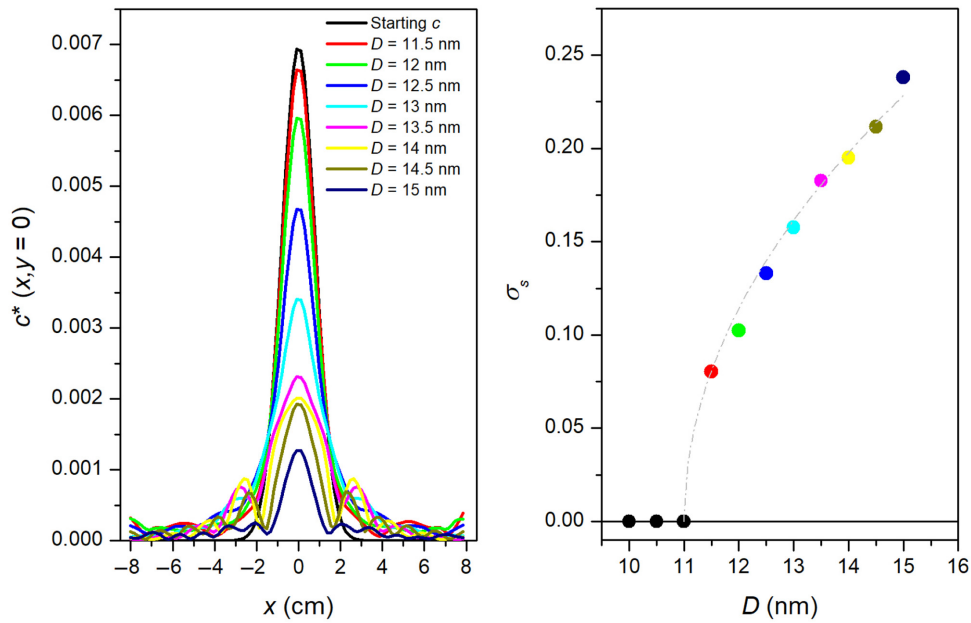 Starting c
D = 11.5 nm
D = 12 nm
D = 12.5 nm
D = 13 nm
D = 13.5 nm
D = 14 nm
D = 14.5 nm
D = 15 nm
0.007
0.006
0.007
0.004
0.003
0.002
0.001
0.000
c* (x,y = 0)
–8 –6 –4 –2 0 2 4 6 8
x (cm)
0.25
0.20
0.15
0.10
0.05
0.00
σs
10 11 12 13 14 15 16
D (nm)